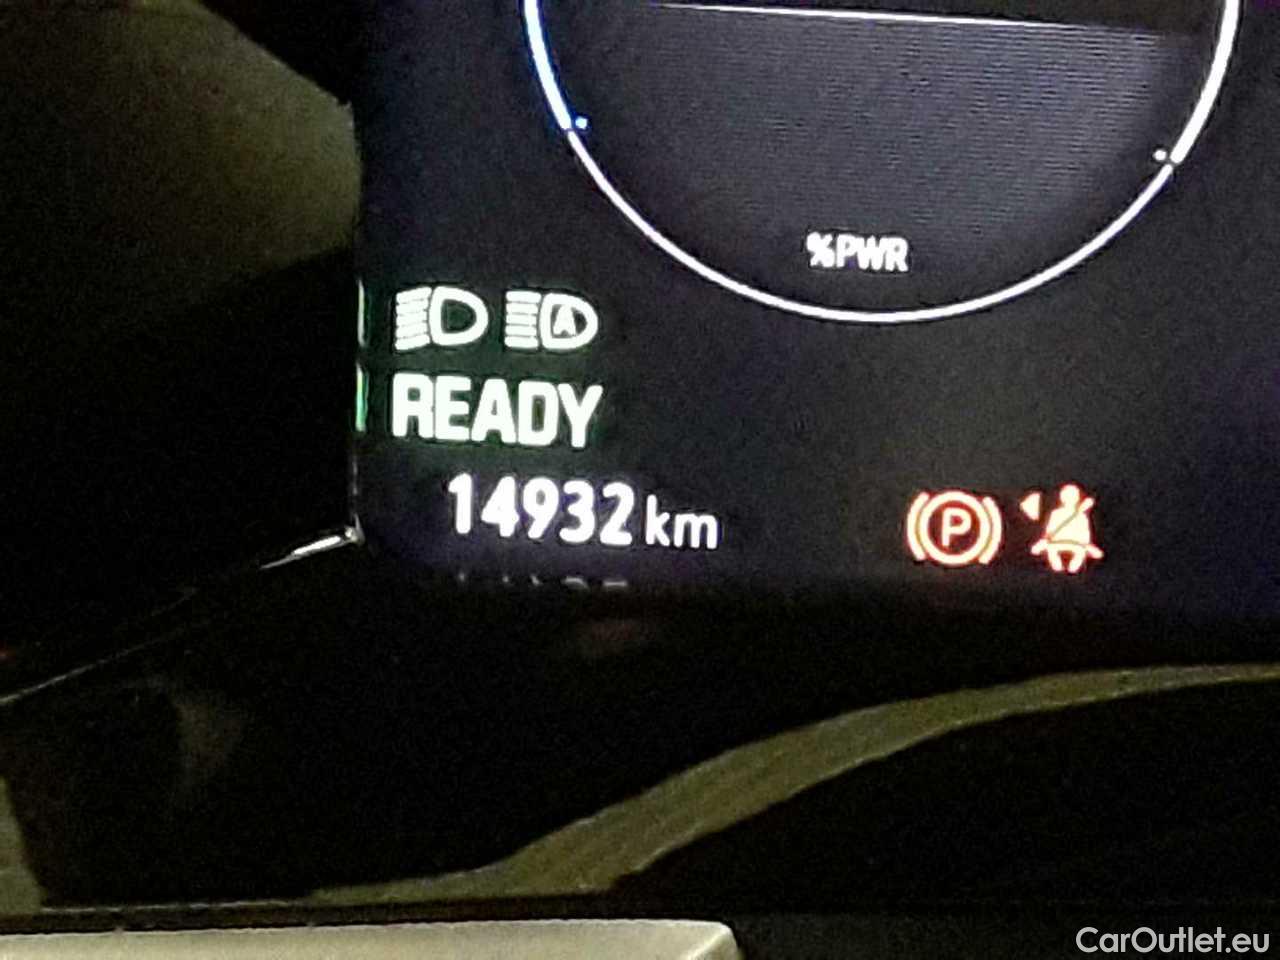 %PWR
A
READY
14932 km
P
CarOutlet.eu